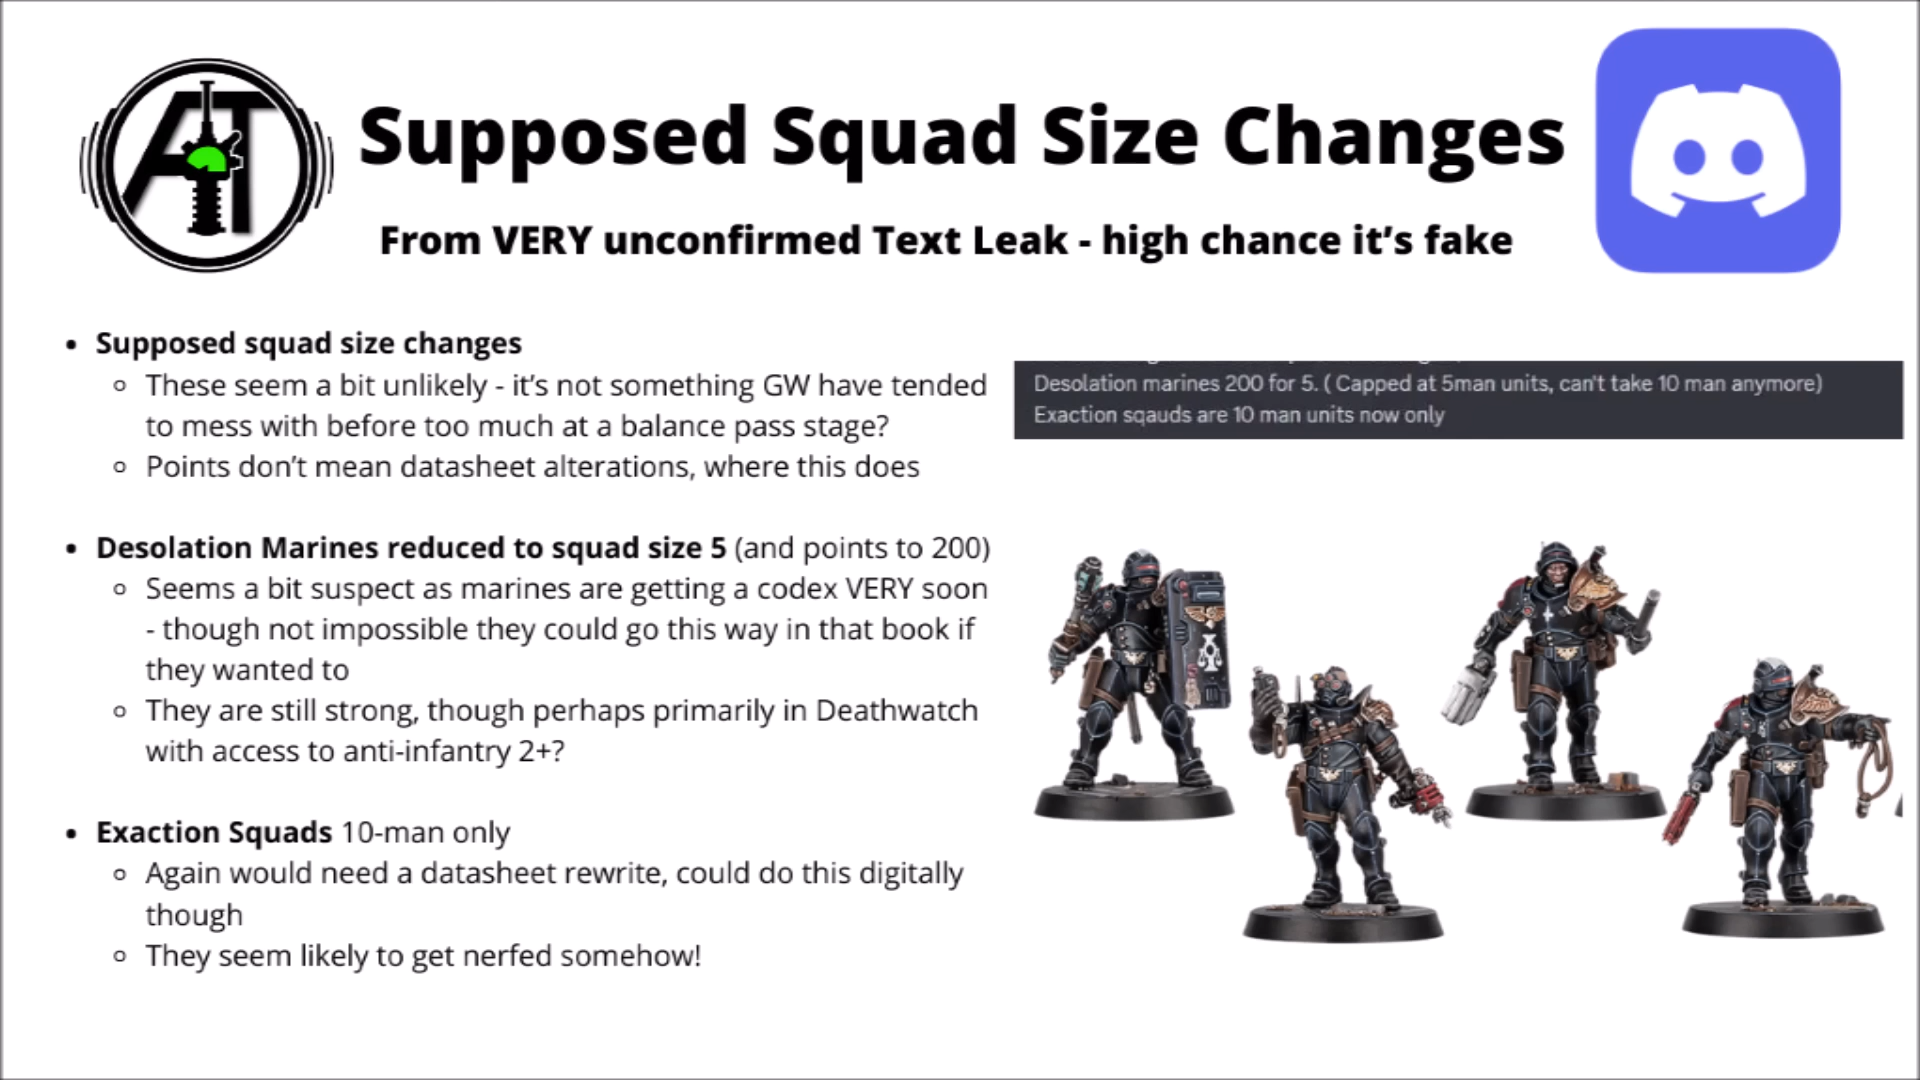 AT
Supposed Squad Size Changes
From VERY unconfirmed Text Leak - high chance it's fake
• Supposed squad size changes
◦ These seem a bit unlikely - it's not something GW have tended
to mess with before too much at a balance pass stage?
◦ Points don't mean datasheet alterations, where this does
• Desolation Marines reduced to squad size 5 (and points to 200)
◦ Seems a bit suspect as marines are getting a codex VERY soon
- though not impossible they could go this way in that book if
they wanted to
◦ They are still strong, though perhaps primarily in Deathwatch
with access to anti-infantry 2+?
• Exaction Squads 10-man only
◦ Again would need a datasheet rewrite, could do this digitally
though
◦ They seem likely to get nerfed somehow!
Desolation marines 200 for 5. ( Capped at 5man units, can't take 10 man anymore)
Exaction sqauds are 10 man units now only